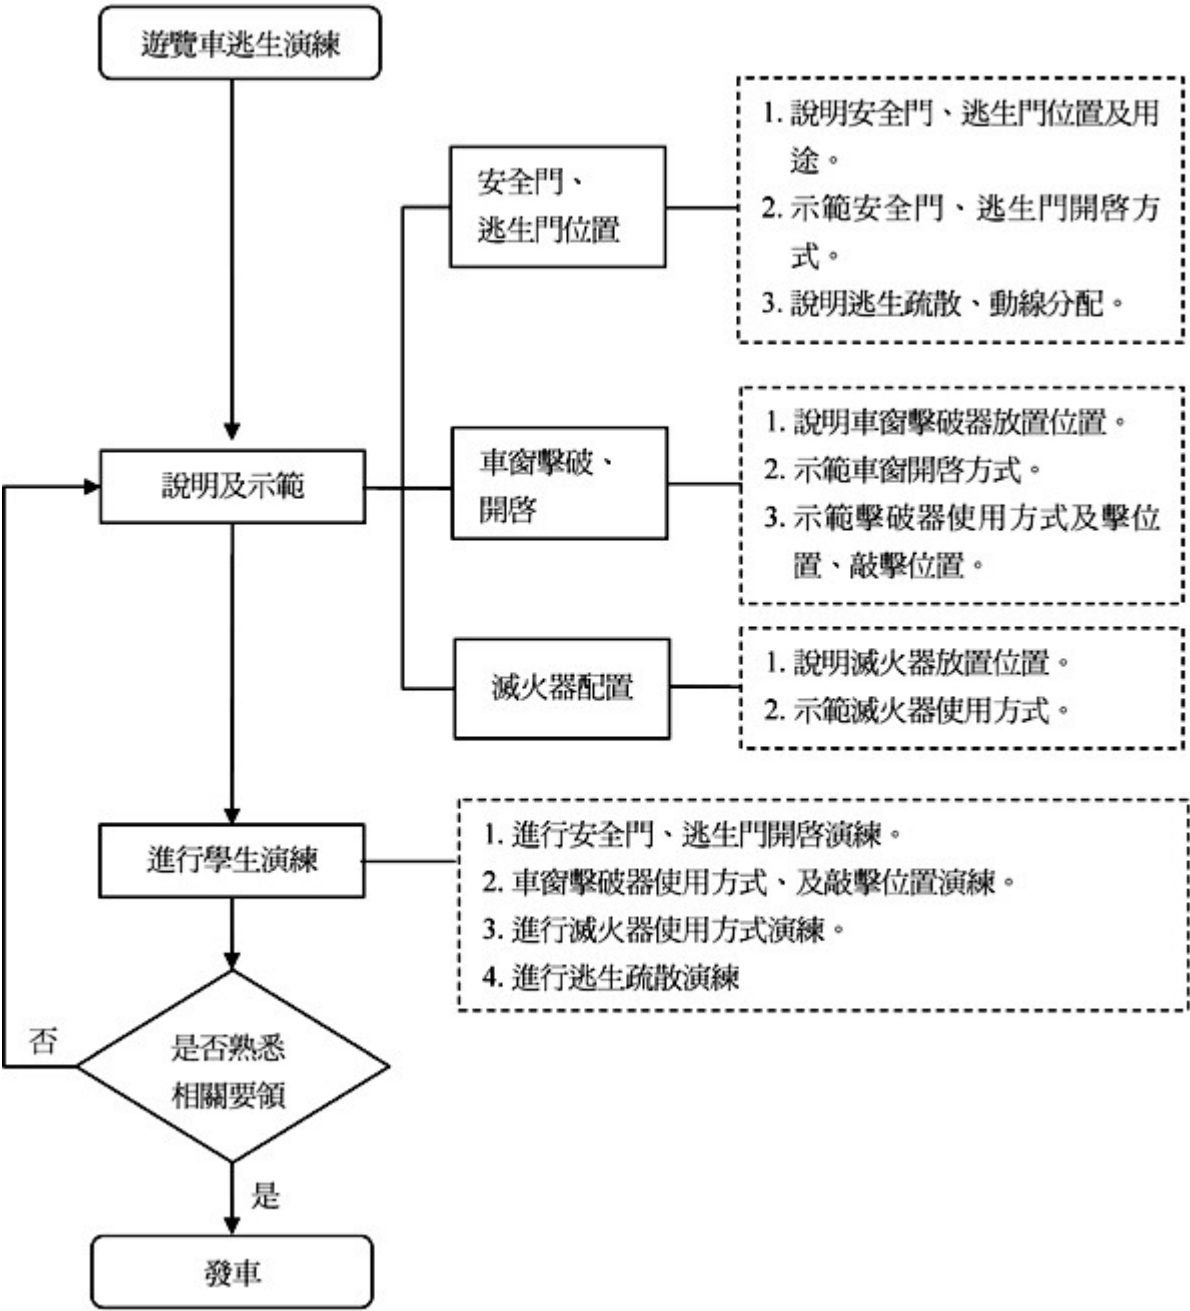 遊覽車逃生演練
安全門、
逃生門位置
1. 說明安全門、逃生門位置及用
途。
2. 示範安全門、逃生門開啓方
式。
3. 說明逃生疏散、動線分配。
說明及示範
車窗擊破、
開啓
1. 說明車窗擊破器放置位置。
2. 示範車窗開啓方式。
3. 示範擊破器使用方式及擊位
置、敲擊位置。
滅火器配置
1. 說明滅火器放置位置。
2. 示範滅火器使用方式。
進行學生演練
1. 進行安全門、逃生門開啓演練。
2. 車窗擊破器使用方式、及敲擊位置演練。
3. 進行滅火器使用方式演練。
4. 進行逃生疏散演練
是否熟悉
相關要領
否
是
發車